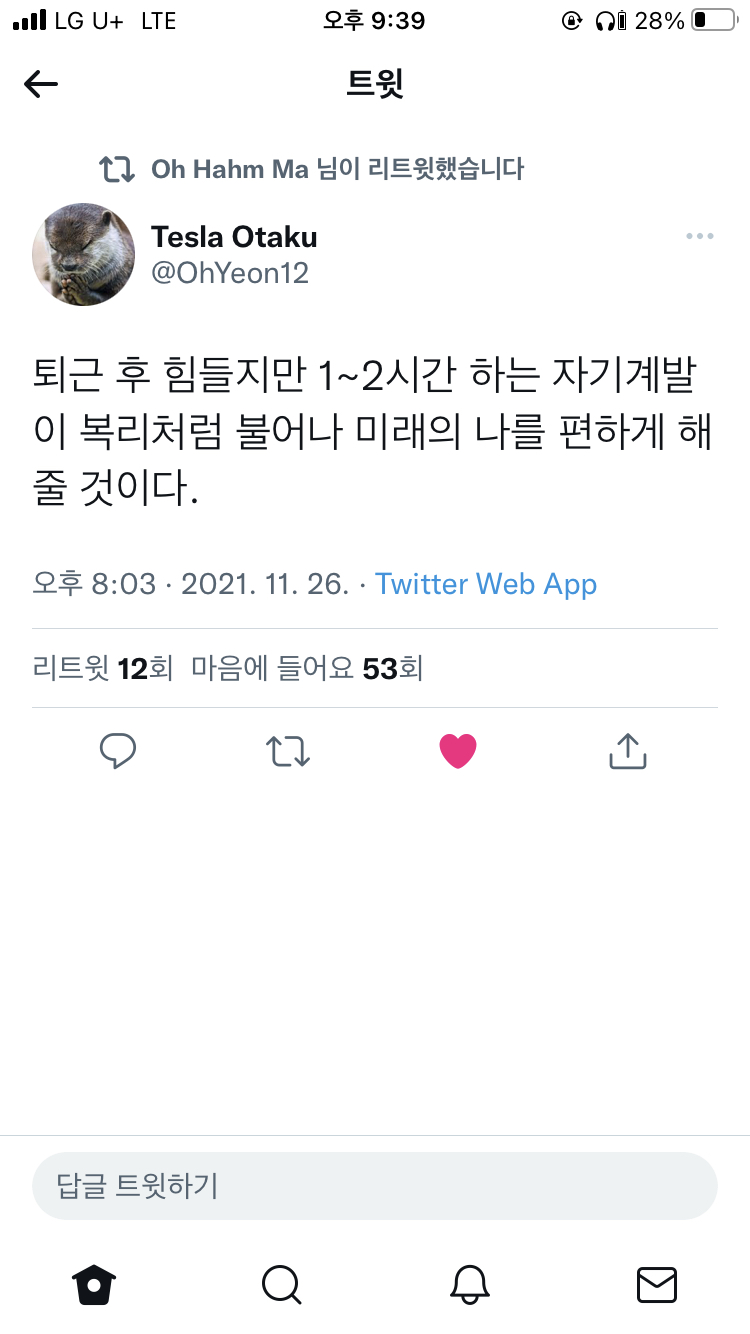 LG U+ LTE 오후 9:39 28%
트윗
Oh Hahm Ma 님이 리트윗했습니다
Tesla Otaku
@OhYeon12
퇴근 후 힘들지만 1~2시간 하는 자기계발
이 복리처럼 불어나 미래의 나를 편하게 해
줄 것이다.
오후 8:03 · 2021. 11. 26. · Twitter Web App
리트윗 12회 마음에 들어요 53회
답글 트윗하기